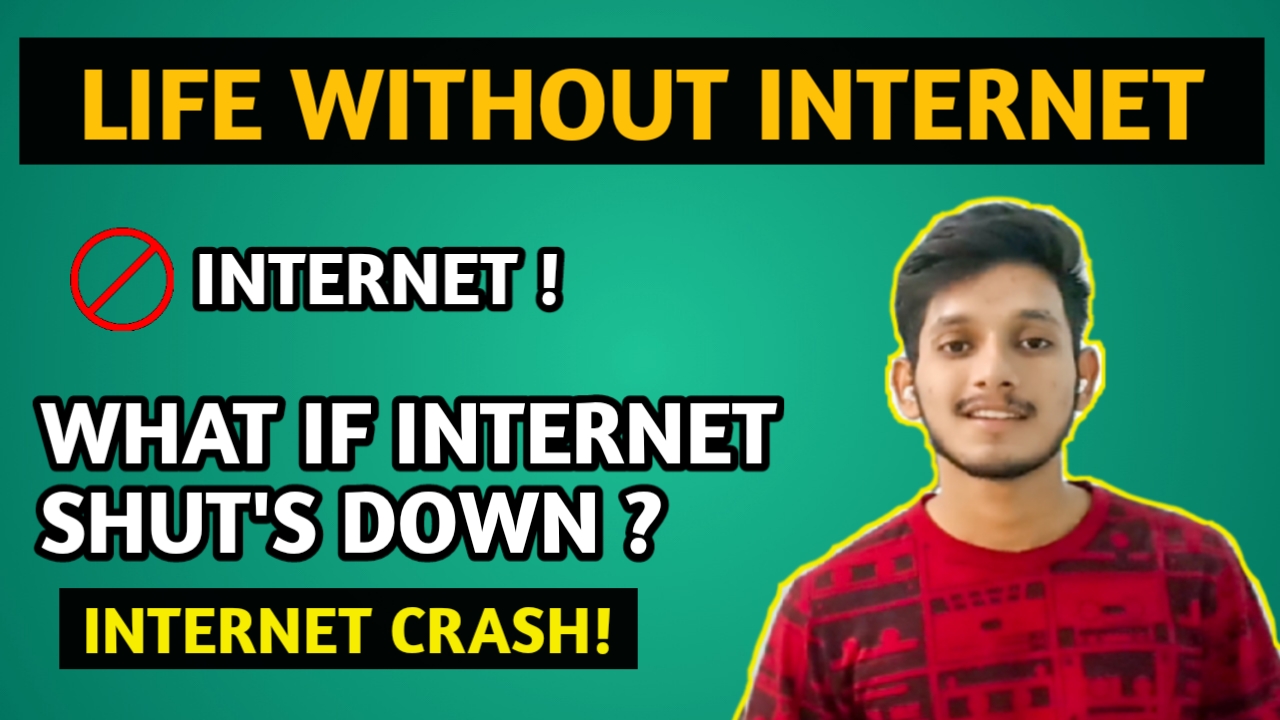 LIFE WITHOUT INTERNET
INTERNET !
WHAT IF INTERNET
SHUT'S DOWN ?
INTERNET CRASH!